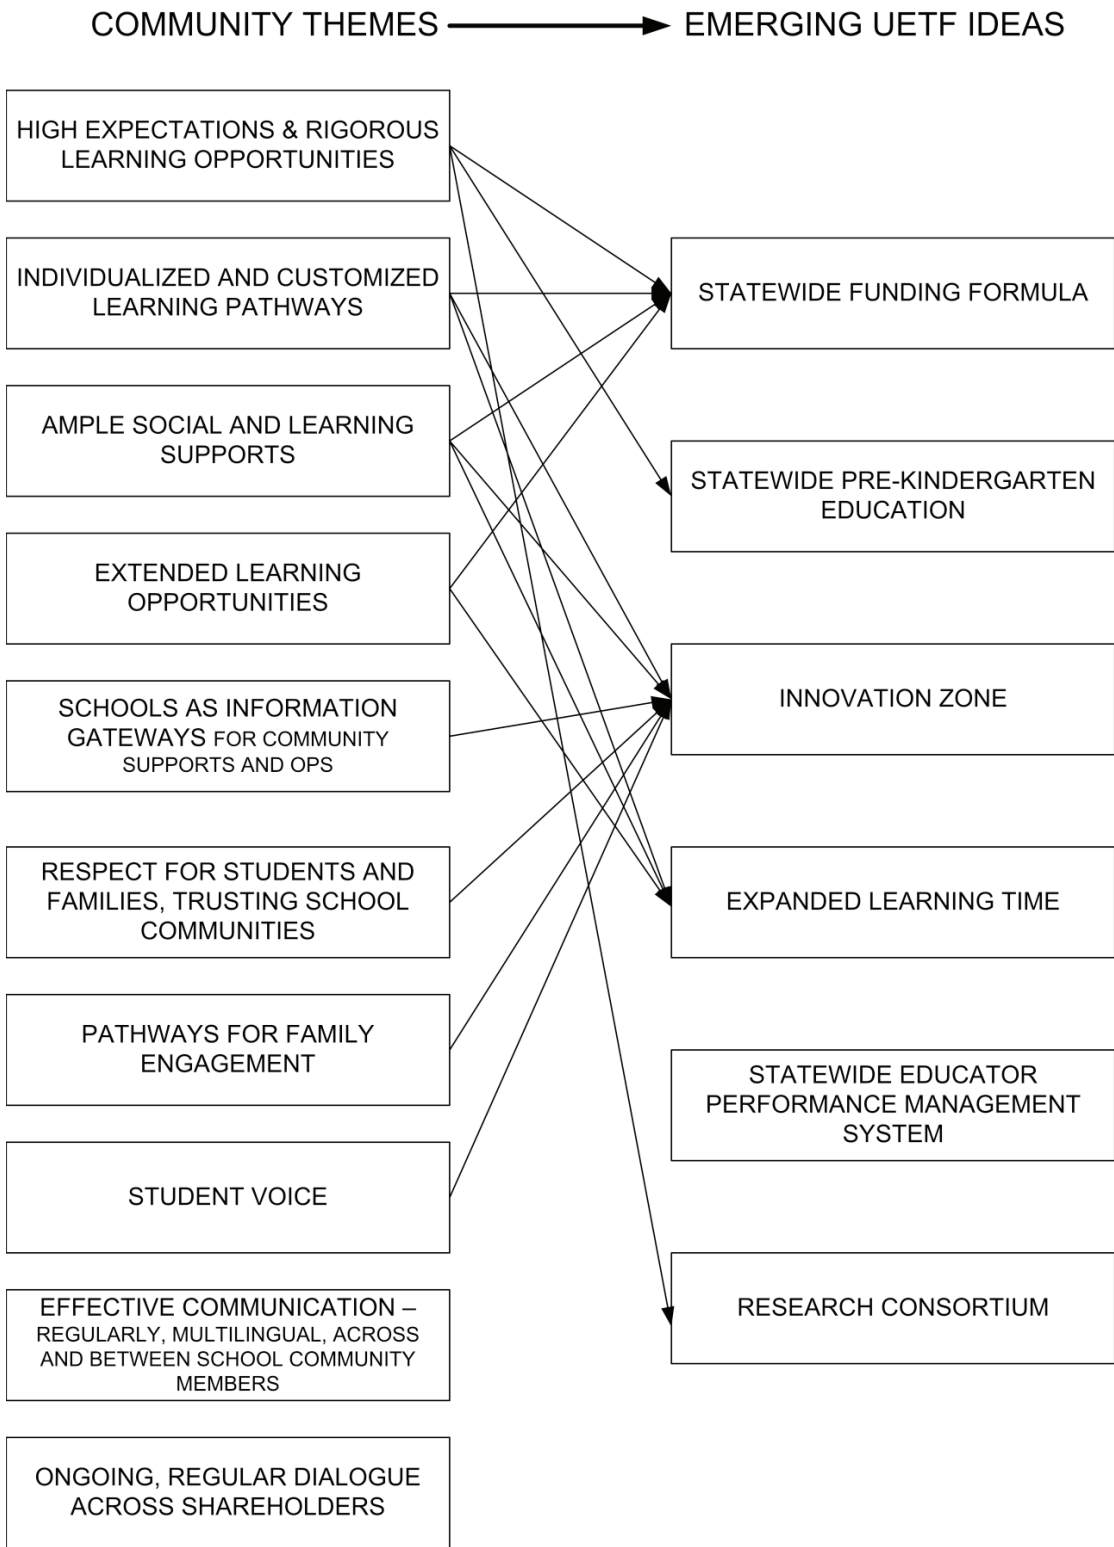 COMMUNITY THEMES
EMERGING UETF IDEAS
HIGH EXPECTATIONS & RIGOROUS
LEARNING OPPORTUNITIES
INDIVIDUALIZED AND CUSTOMIZED
LEARNING PATHWAYS
AMPLE SOCIAL AND LEARNING
SUPPORTS
EXTENDED LEARNING
OPPORTUNITIES
SCHOOLS AS INFORMATION
GATEWAYS FOR COMMUNITY
SUPPORTS AND OPS
RESPECT FOR STUDENTS AND
FAMILIES, TRUSTING SCHOOL
COMMUNITIES
PATHWAYS FOR FAMILY
ENGAGEMENT
STUDENT VOICE
EFFECTIVE COMMUNICATION –
REGULARLY, MULTILINGUAL, ACROSS
AND BETWEEN SCHOOL COMMUNITY
MEMBERS
ONGOING, REGULAR DIALOGUE
ACROSS SHAREHOLDERS
STATEWIDE FUNDING FORMULA
STATEWIDE PRE-KINDERGARTEN
EDUCATION
INNOVATION ZONE
EXPANDED LEARNING TIME
STATEWIDE EDUCATOR
PERFORMANCE MANAGEMENT
SYSTEM
RESEARCH CONSORTIUM